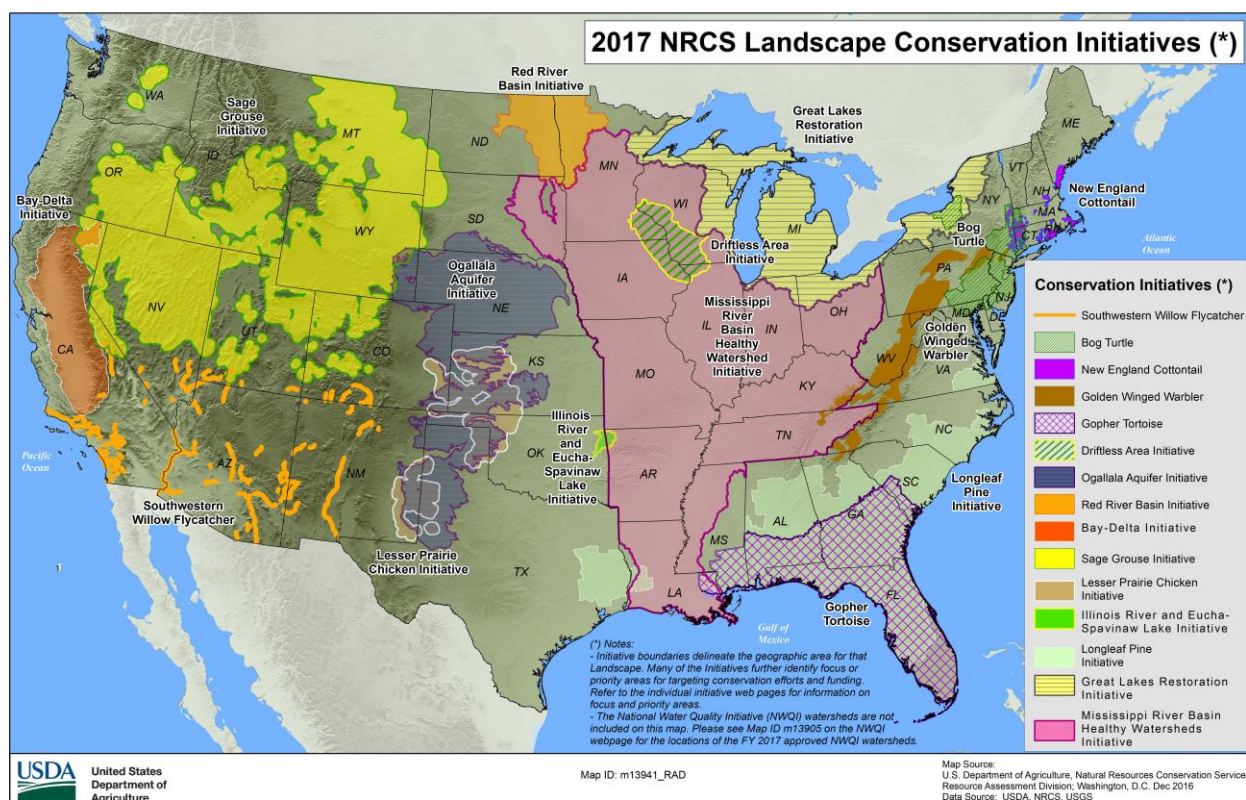 2017 NRCS Landscape Conservation Initiatives (*)
Red River
Basin Initiative
Great Lakes
Restoration
Initiative
Sage
Grouse
Initiative
Bay-Delta
Initiative
New England
Cottontail
Bog
Turtle
Driftless Area
Initiative
Ogallala
Aquifer
Initiative
Mississippi
River
Basin
Healthy
Watershed
Initiative
Golden
Winged
Warbler
Illinois
River
and
Eucha-
Spavinaw
Lake
Initiative
Longleaf
Pine
Initiative
Southwestern
Willow Flycatcher
Lesser Prairie
Chicken Initiative
Gopher
Tortoise
WA
MT
ND
MN
ME
VT
NH
NY
MA
RI
CT
OR
ID
WY
SD
WI
MI
PA
NJ
MD
DE
NV
UT
CO
NE
IA
IL
IN
OH
WV
VA
CA
KS
MO
KY
AZ
NM
OK
AR
TN
NC
SC
TX
LA
MS
AL
GA
FL
Pacific
Ocean
Atlantic
Ocean
Gulf of
Mexico
Conservation Initiatives (*)
Southwestern Willow Flycatcher
Bog Turtle
New England Cottontail
Golden Winged Warbler
Gopher Tortoise
Driftless Area Initiative
Ogallala Aquifer Initiative
Red River Basin Initiative
Bay-Delta Initiative
Sage Grouse Initiative
Lesser Prairie Chicken
Initiative
Illinois River and Eucha-
Spavinaw Lake Initiative
Longleaf Pine
Initiative
Great Lakes Restoration
Initiative
Mississippi River Basin
Healthy Watersheds
Initiative
(*) Notes:
- Initiative boundaries delineate the geographic area for that
Landscape. Many of the Initiatives further identify focus or
priority areas for targeting conservation efforts and funding.
Refer to the individual initiative web pages for information on
focus and priority areas.
- The National Water Quality Initiative (NWQI) watersheds are not
included on this map. Please see Map ID m13905 on the NWQI
webpage for the locations of the FY 2017 approved NWQI watersheds.
USDA
United States
Department of
Agriculture
Map ID: m13941_RAD
Map Source:
U.S. Department of Agriculture, Natural Resources Conservation Service
Resource Assessment Division; Washington, D.C. Dec 2016
Data Source: USDA, NRCS, USGS